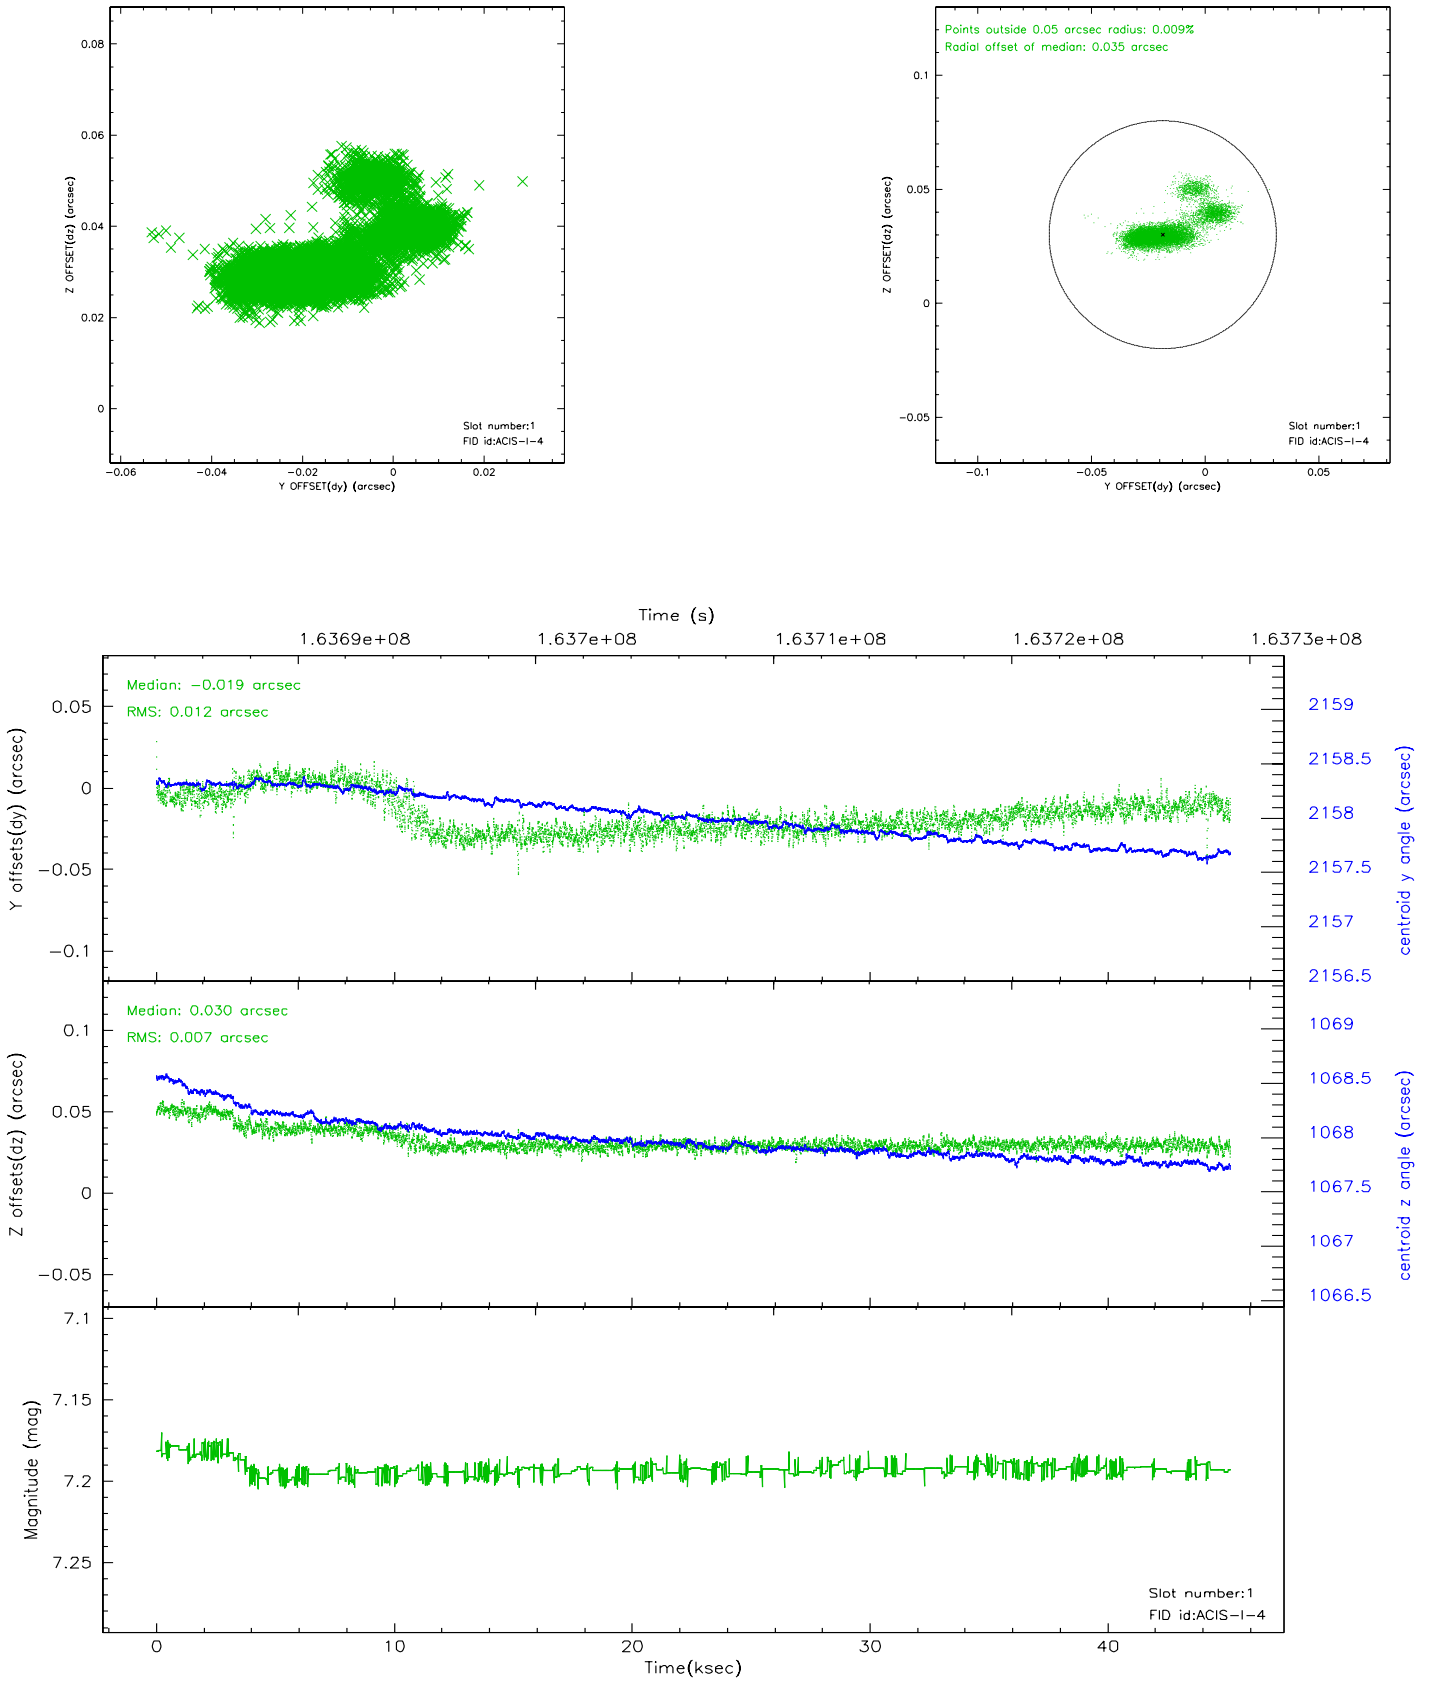 0.08
0.06
0.04
0.02
0
Z OFFSET(dz) (arcsec)
Slot number:1
FID id:ACIS-I-4
-0.06 -0.04 -0.02 0 0.02
Y OFFSET(dy) (arcsec)
Points outside 0.05 arcsec radius: 0.009%
Radial offset of median: 0.035 arcsec
0.1
0.05
0
-0.05
Z OFFSET(dz) (arcsec)
Slot number:1
FID id:ACIS-I-4
-0.1 -0.05 0 0.05
Y OFFSET(dy) (arcsec)
Time (s)
1.6369e+08 1.637e+08 1.6371e+08 1.6372e+08 1.6373e+08
Median: -0.019 arcsec
RMS: 0.012 arcsec
0.05
0
-0.05
-0.1
Y offsets(dy) (arcsec)
2159
2158.5
2158
2157.5
2157
2156.5
centroid y angle (arcsec)
Median: 0.030 arcsec
RMS: 0.007 arcsec
0.1
0.05
0
-0.05
Z offsets(dz) (arcsec)
1069
1068.5
1068
1067.5
1067
1066.5
centroid z angle (arcsec)
7.1
7.15
7.2
7.25
Magnitude (mag)
Slot number:1
FID id:ACIS-I-4
0 10 20 30 40
Time(ksec)